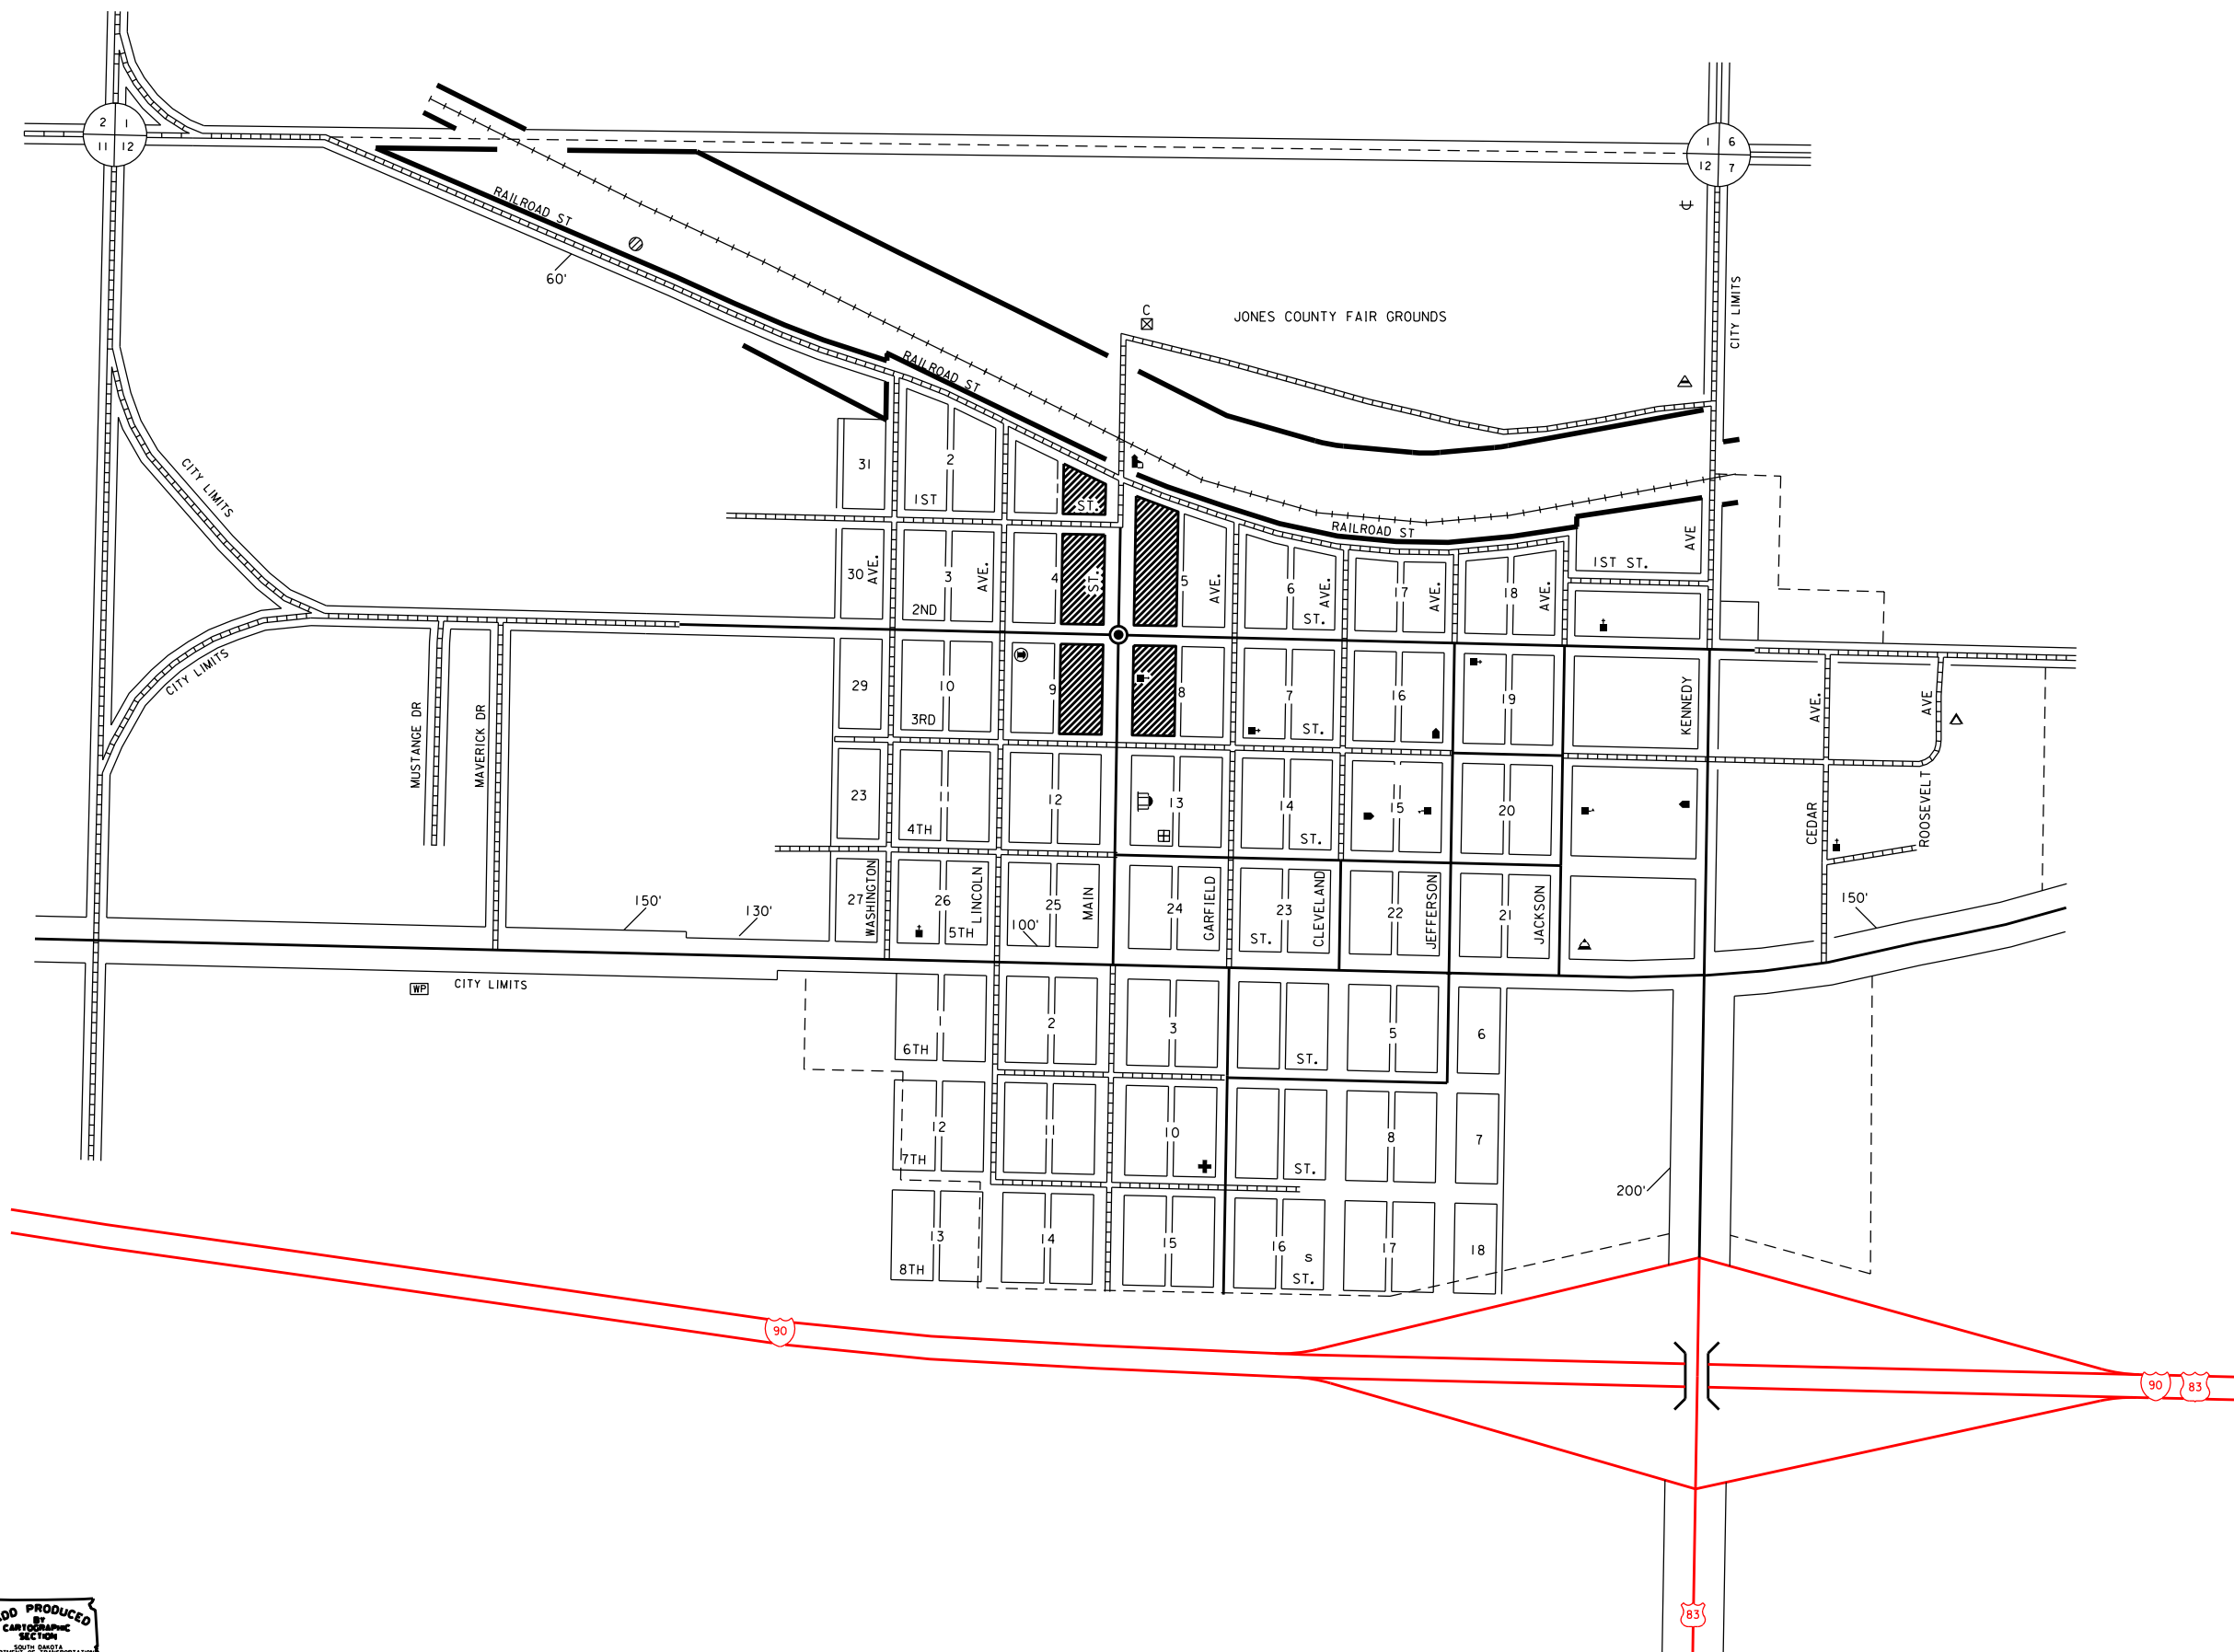 2 1
11 12
1 6
12 7
RAILROAD ST
60'
C
JONES COUNTY FAIR GROUNDS
CITY LIMITS
RAILROAD ST
CITY LIMITS
31
2
1ST
1
ST.
RAILROAD ST
AVE
1ST ST.
30
AVE.
3
AVE.
4
ST.
5
AVE.
6
AVE.
17
AVE.
18
AVE.
2ND
ST.
CITY LIMITS
29
10
9
8
7
16
19
KENNEDY
AVE.
AVE
3RD
ST.
MUSTANGE DR
MAVERICK DR
23
11
12
13
14
15
20
CEDAR
ROOSEVELT
4TH
ST.
27
WASHINGTON
26
LINCOLN
25
MAIN
24
GARFIELD
23
CLEVELAND
22
JEFFERSON
21
JACKSON
150'
130'
100'
150'
5TH
ST.
WP
CITY LIMITS
1
2
3
5
6
6TH
ST.
12
11
10
8
7
7TH
ST.
200'
13
14
15
16
S
17
18
8TH
ST.
90
90
83
83
PRODUCED
BY
CARTOGRAPHIC
SECTION
SOUTH DAKOTA